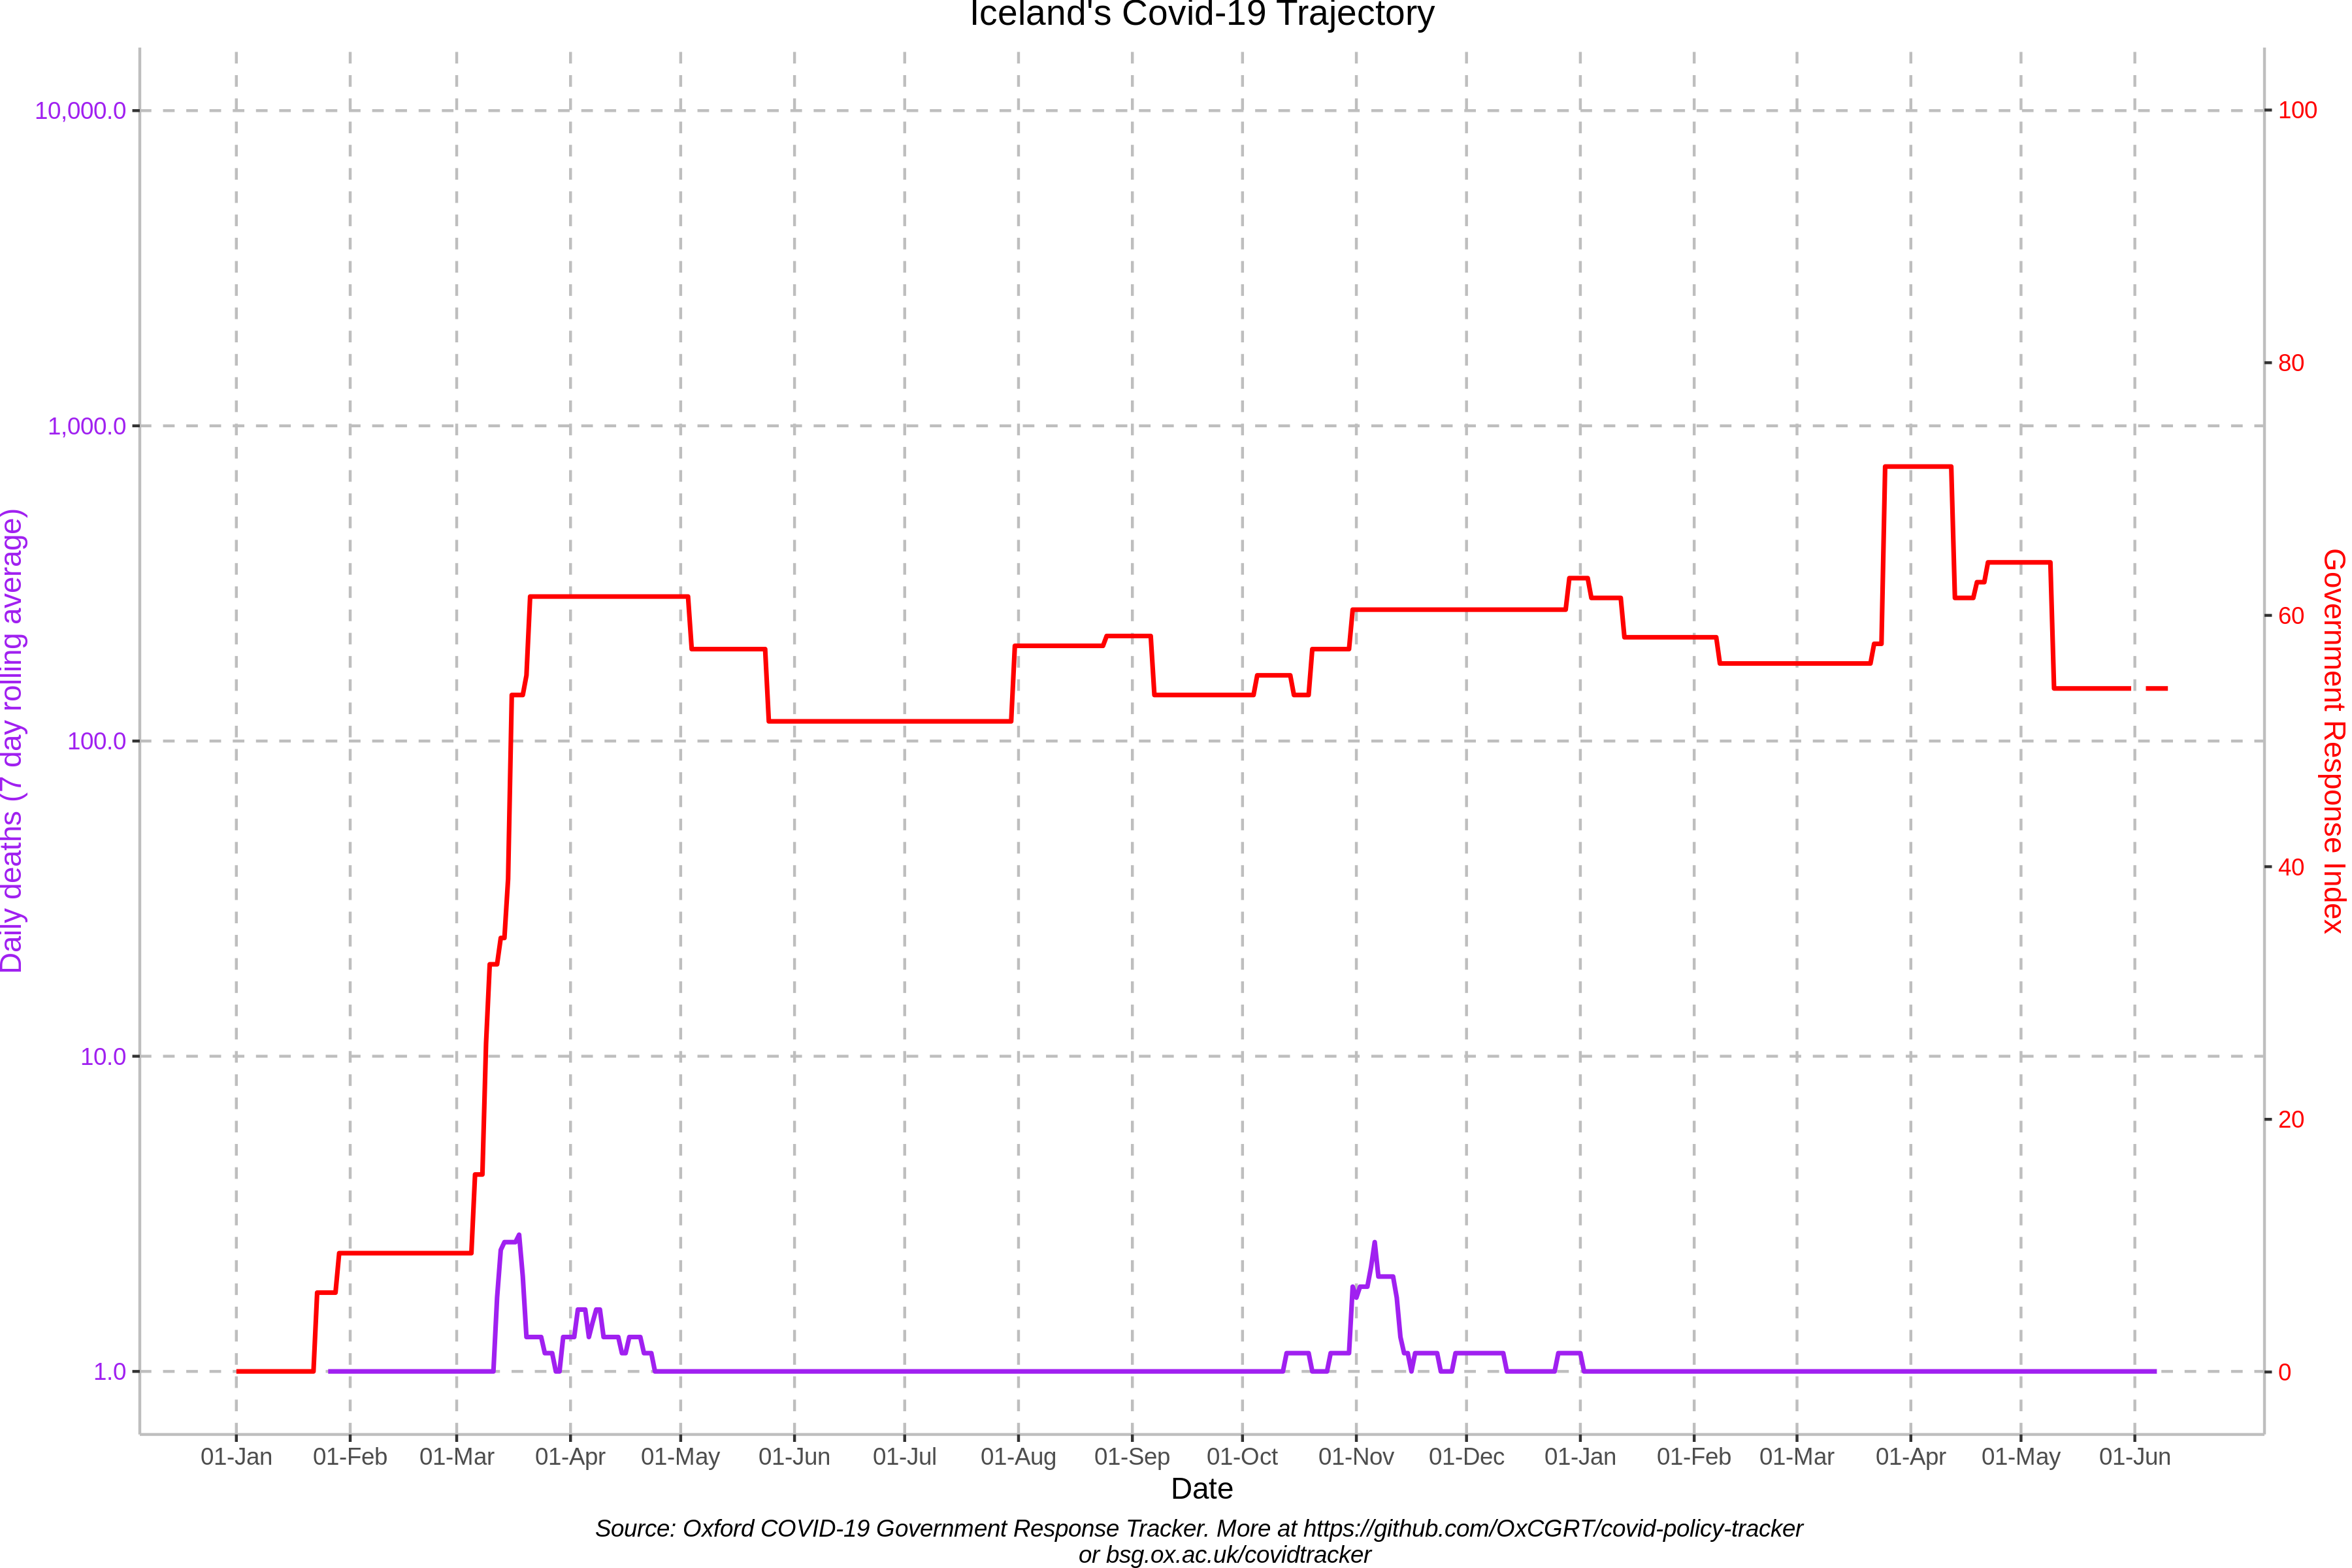 Iceland's Covid-19 Trajectory
10,000.0
1,000.0
100.0
10.0
1.0
Daily deaths (7 day rolling average)
100
80
60
40
20
0
Government Response Index
01-Jan 01-Feb 01-Mar 01-Apr 01-May 01-Jun 01-Jul 01-Aug 01-Sep 01-Oct 01-Nov 01-Dec 01-Jan 01-Feb 01-Mar 01-Apr 01-May 01-Jun
Date
Source: Oxford COVID-19 Government Response Tracker. More at https://github.com/OxCGRT/covid-policy-tracker
or bsg.ox.ac.uk/covidtracker